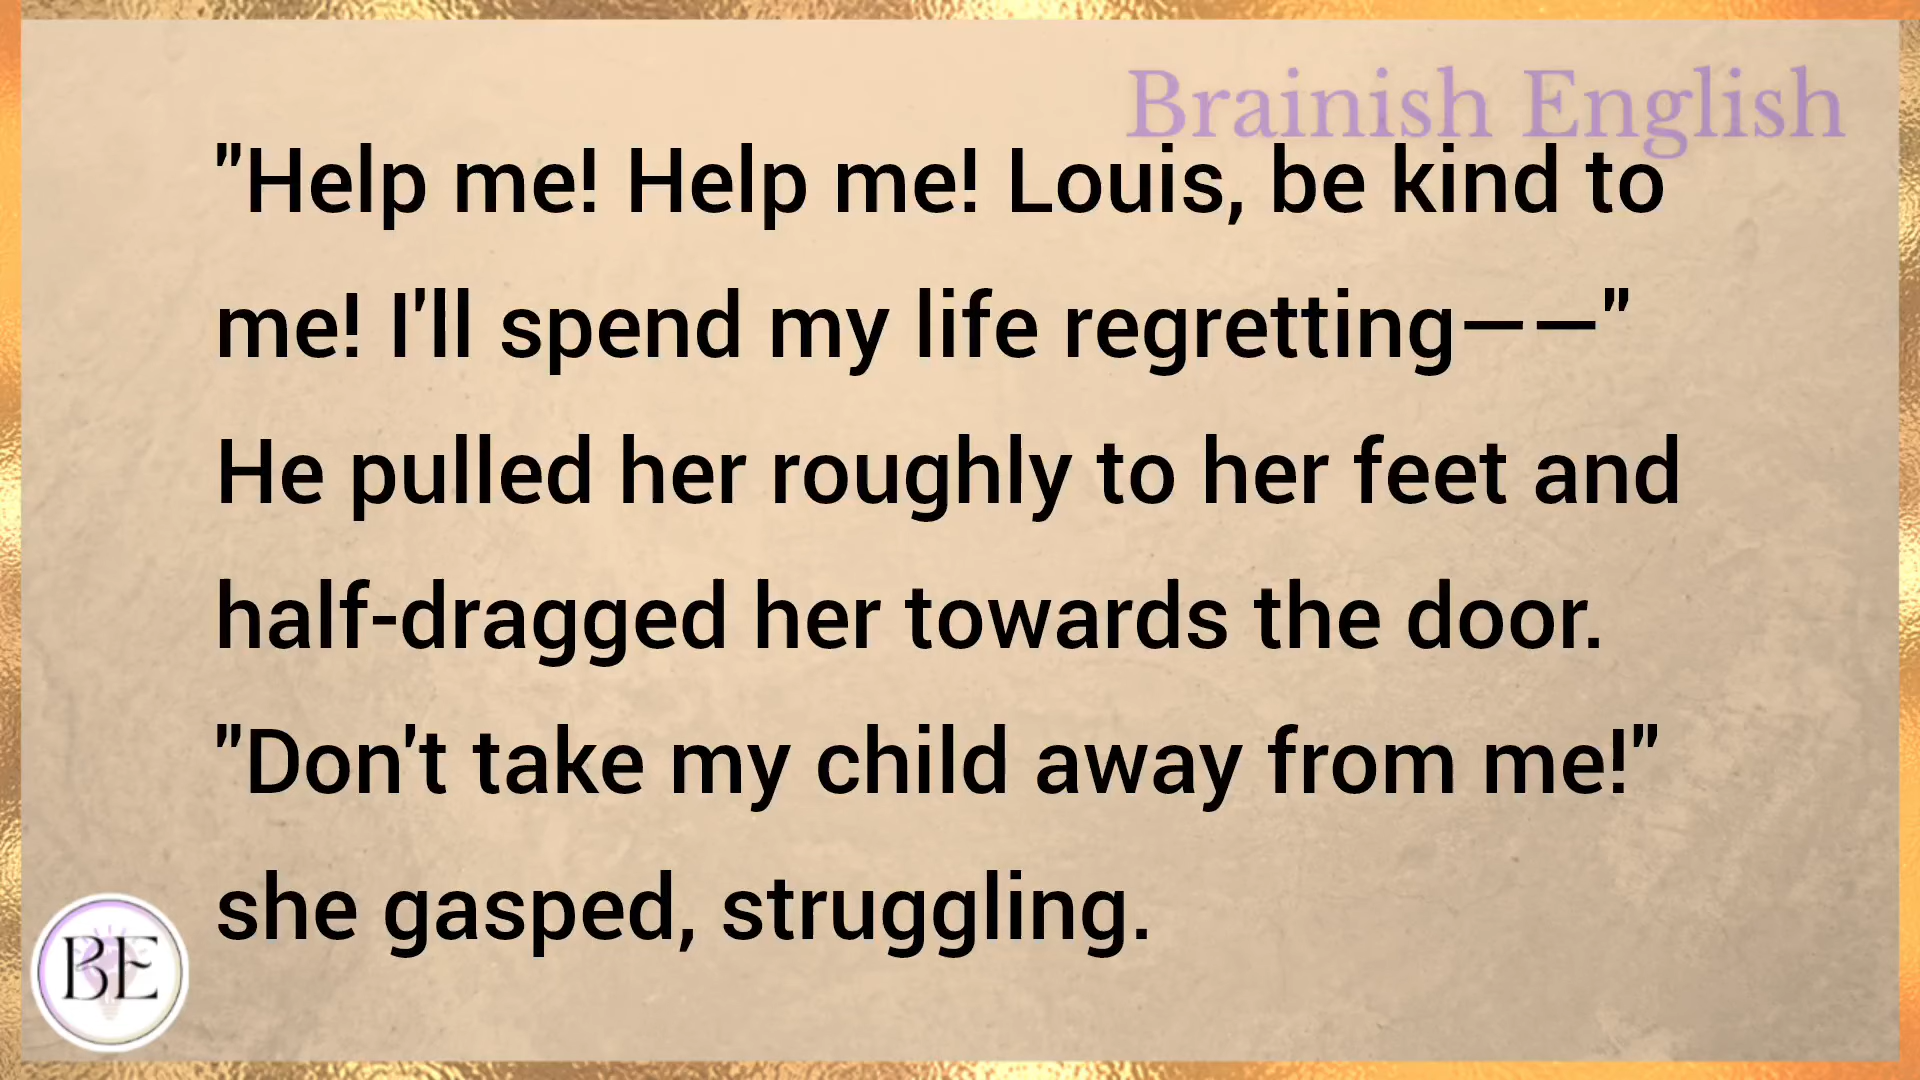 Brainish English
"Help me! Help me! Louis, be kind to
me! I'll spend my life regretting——"
He pulled her roughly to her feet and
half-dragged her towards the door.
"Don't take my child away from me!"
she gasped, struggling.
BE